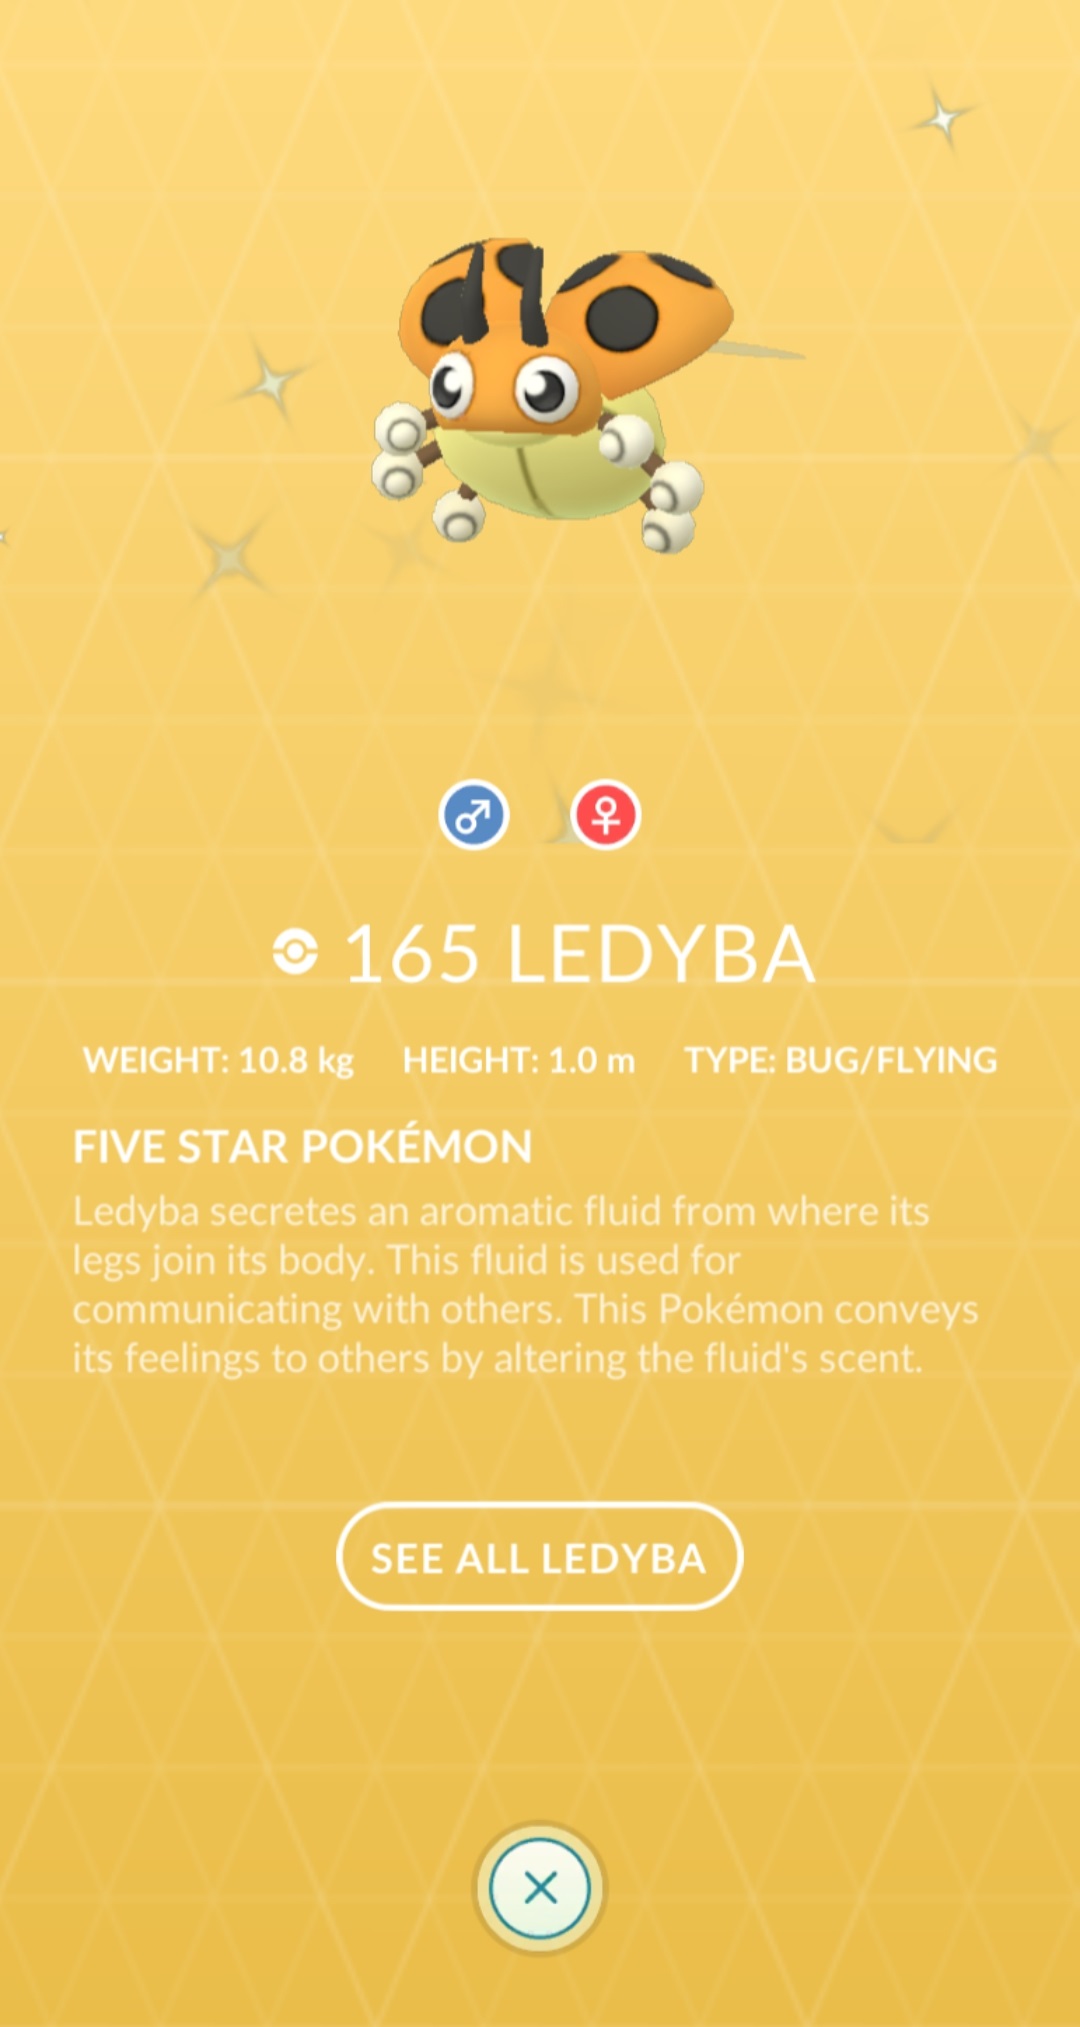 165 LEDYBA
WEIGHT: 10.8 kg HEIGHT: 1.0 m TYPE: BUG/FLYING
FIVE STAR POKÉMON
Ledyba secretes an aromatic fluid from where its
legs join its body. This fluid is used for
communicating with others. This Pokémon conveys
its feelings to others by altering the fluid's scent.
SEE ALL LEDYBA